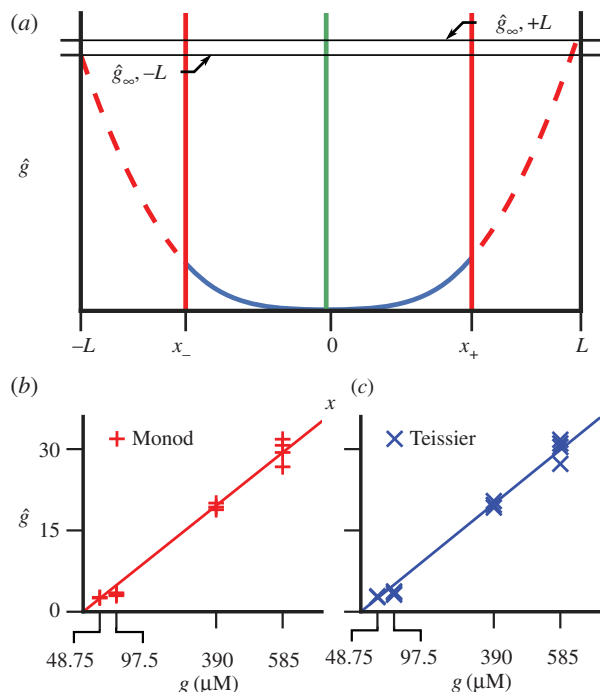 (a)
ĝ∞, +L
ĝ∞, –L
ĝ
–L x– 0 x+ L
x
(b)
Monod
30
15
0
ĝ
48.75 97.5 390 585
g (μM)
(c)
Teissier
48.75 97.5 390 585
g (μM)